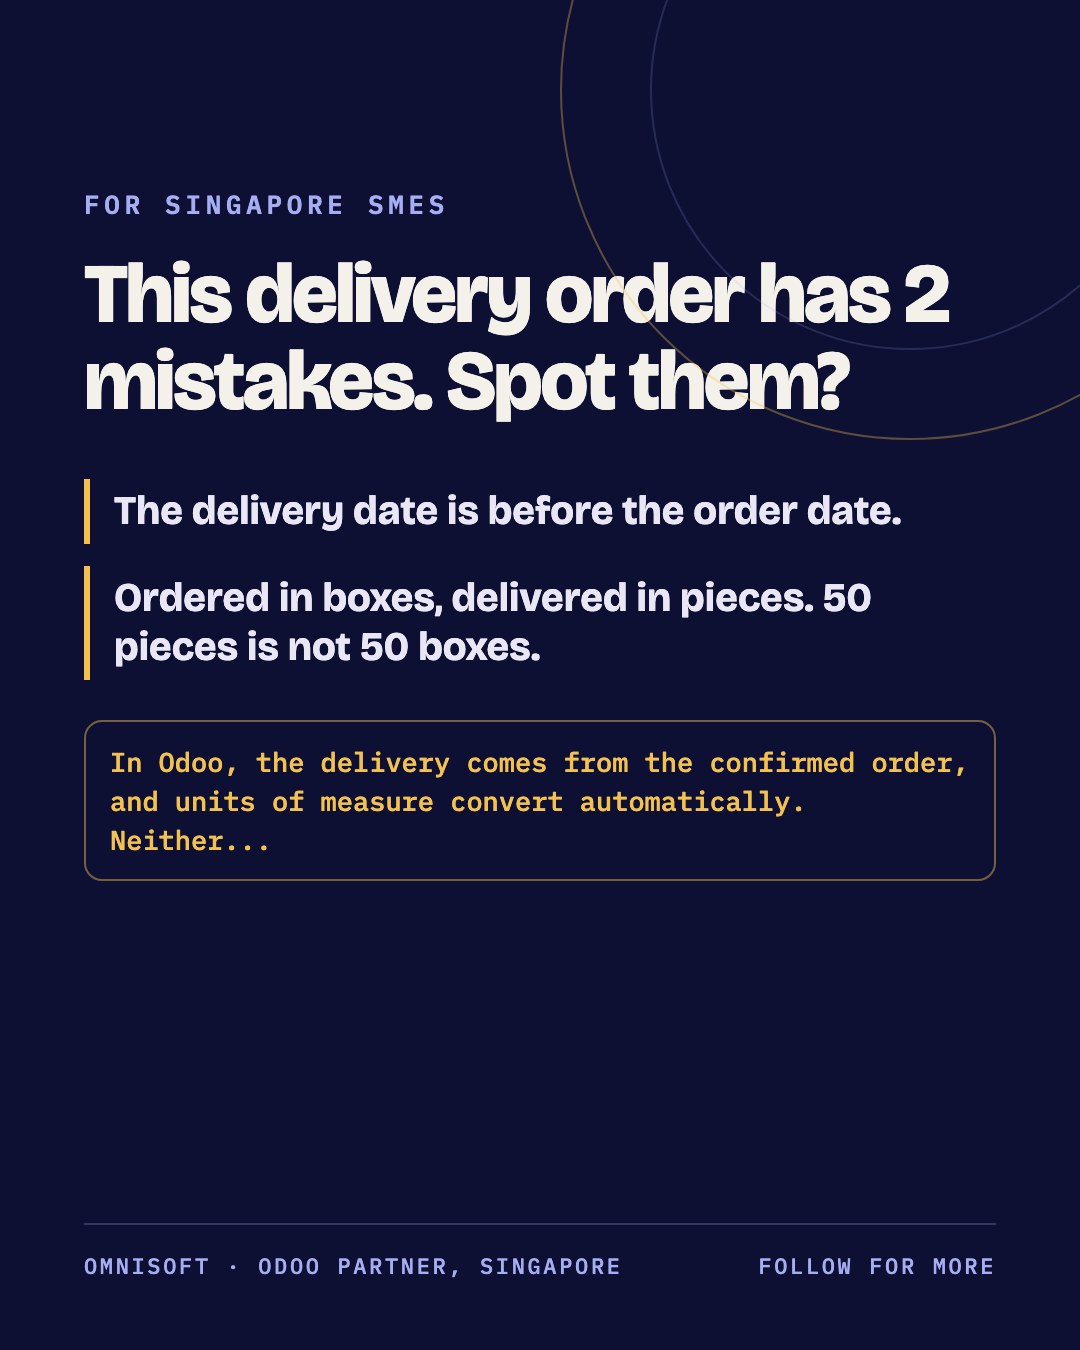 FOR SINGAPORE SMES
This delivery order has 2
mistakes. Spot them?
The delivery date is before the order date.
Ordered in boxes, delivered in pieces. 50
pieces is not 50 boxes.
In Odoo, the delivery comes from the confirmed order,
and units of measure convert automatically.
Neither...
OMNISOFT · ODOO PARTNER, SINGAPORE
FOLLOW FOR MORE